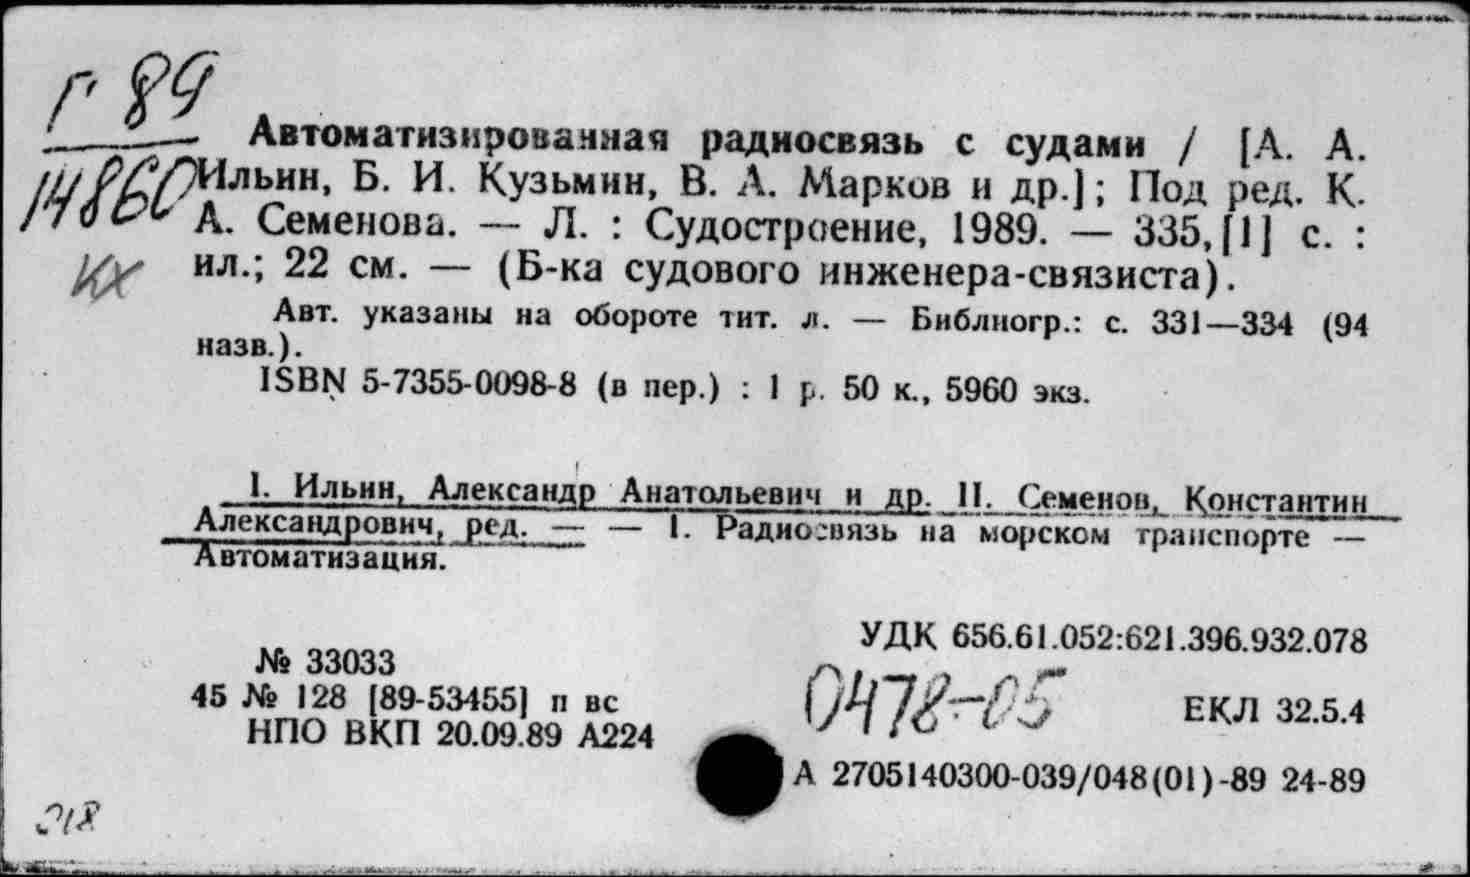 Г 89
14860
КХ
Автоматизированная радиосвязь с судами / [А. А.
Ильин, Б. И. Кузьмин, В. А. Марков и др.]; Под ред. К.
А. Семенова. — Л. : Судостроение, 1989. — 335,[1] с. :
ил.; 22 см. — (Б-ка судового инженера-связиста).
Авт. указаны на обороте тит. л. — Библиогр.: с. 331—334 (94
назв.).
ISBN 5-7355-0098-8 (в пер.) : 1 р. 50 к., 5960 экз.
I. Ильин, Александр Анатольевич и др. II. Семенов, Константин
Александрович, ред. — — 1. Радиосвязь на морском транспорте —
Автоматизация.
УДК 656.61.052:621.396.932.078
№ 33033
45 № 128 [89-53455] п вс
НПО ВКП 20.09.89 А224
0478-05
ЕКЛ 32.5.4
А 2705140300-039/048(01)-89 24-89